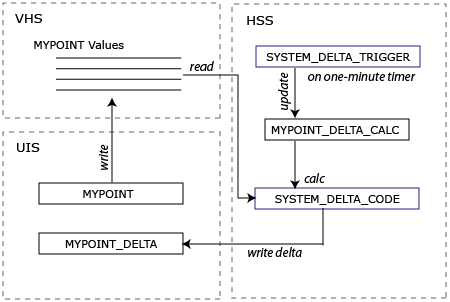 VHS
MYPOINT Values
read
write
UIS
MYPOINT
MYPOINT_DELTA
HSS
SYSTEM_DELTA_TRIGGER
on one-minute timer
update
MYPOINT_DELTA_CALC
calc
SYSTEM_DELTA_CODE
write delta